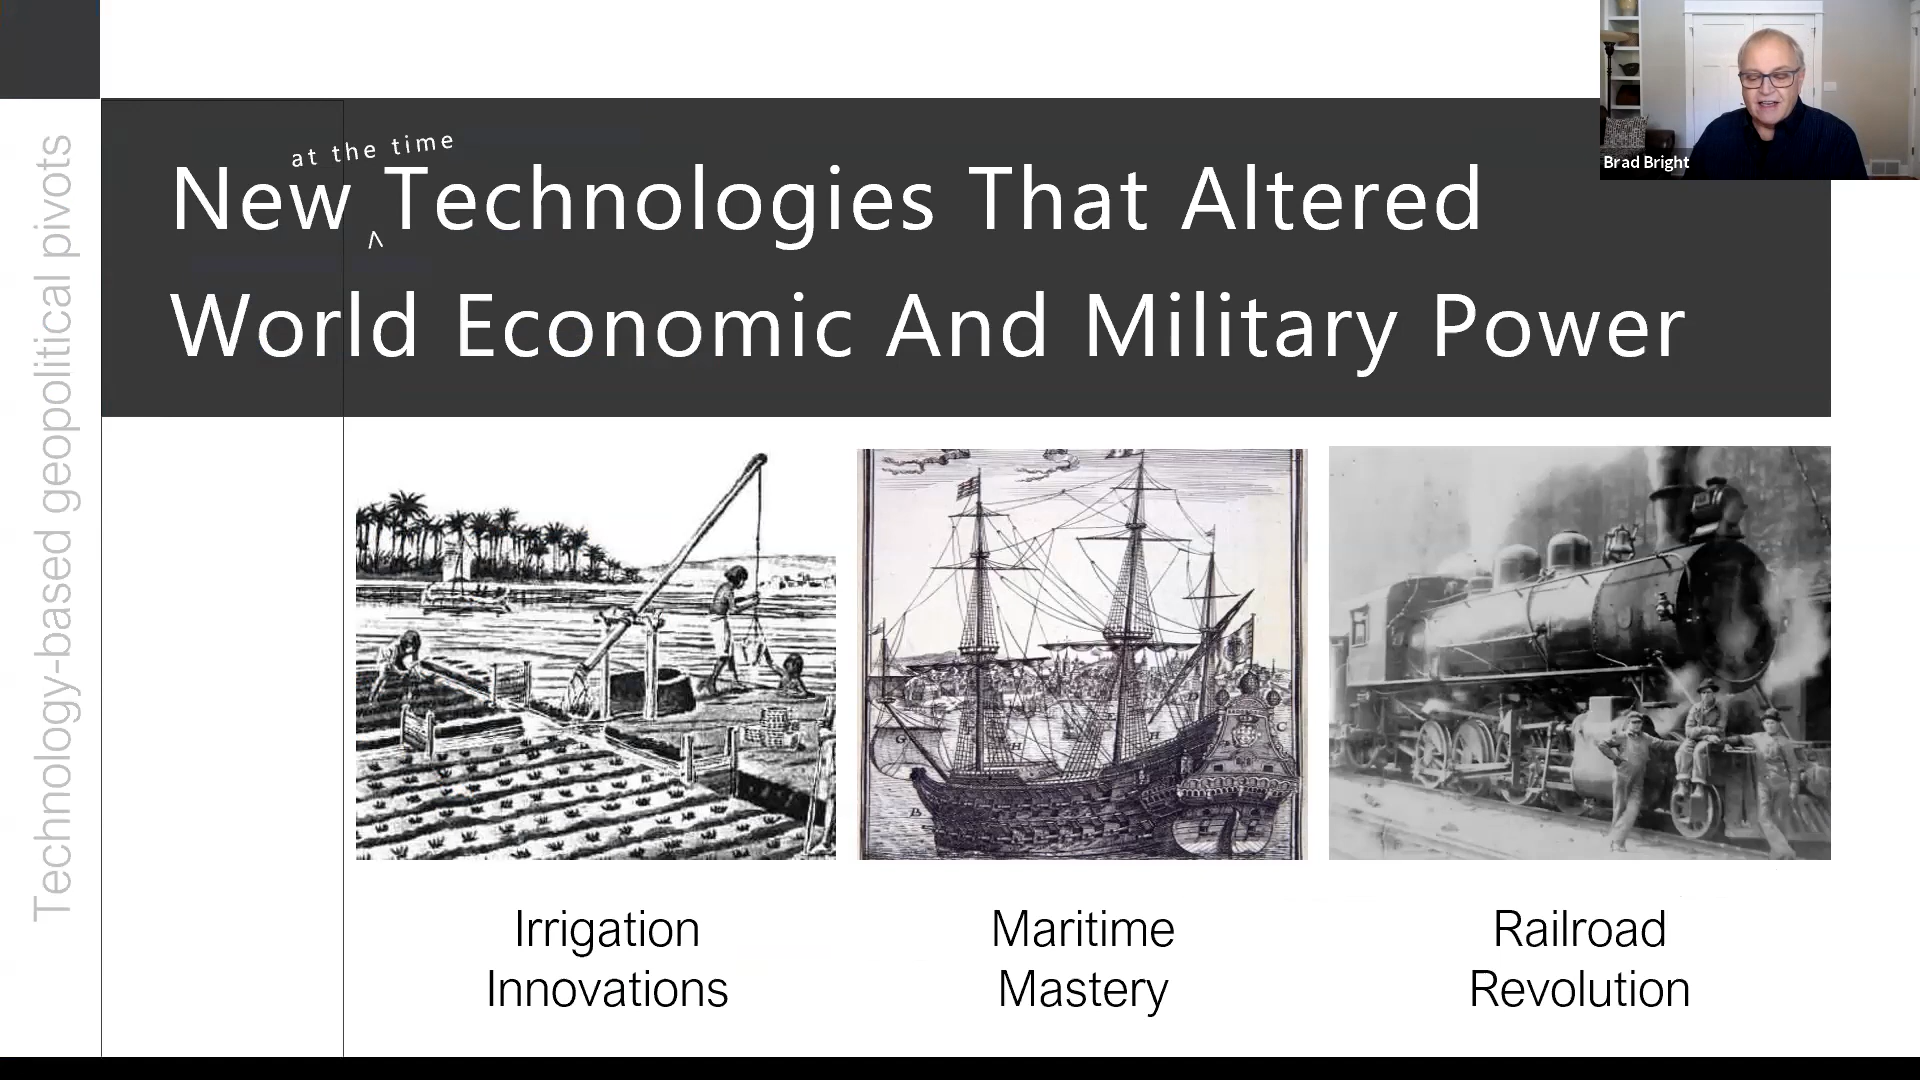 Technology-based geopolitical pivots
at the time
New ^ Technologies That Altered
World Economic And Military Power
Brad Bright
G
H
H
D
C
E
B
Irrigation
Innovations
Maritime
Mastery
Railroad
Revolution